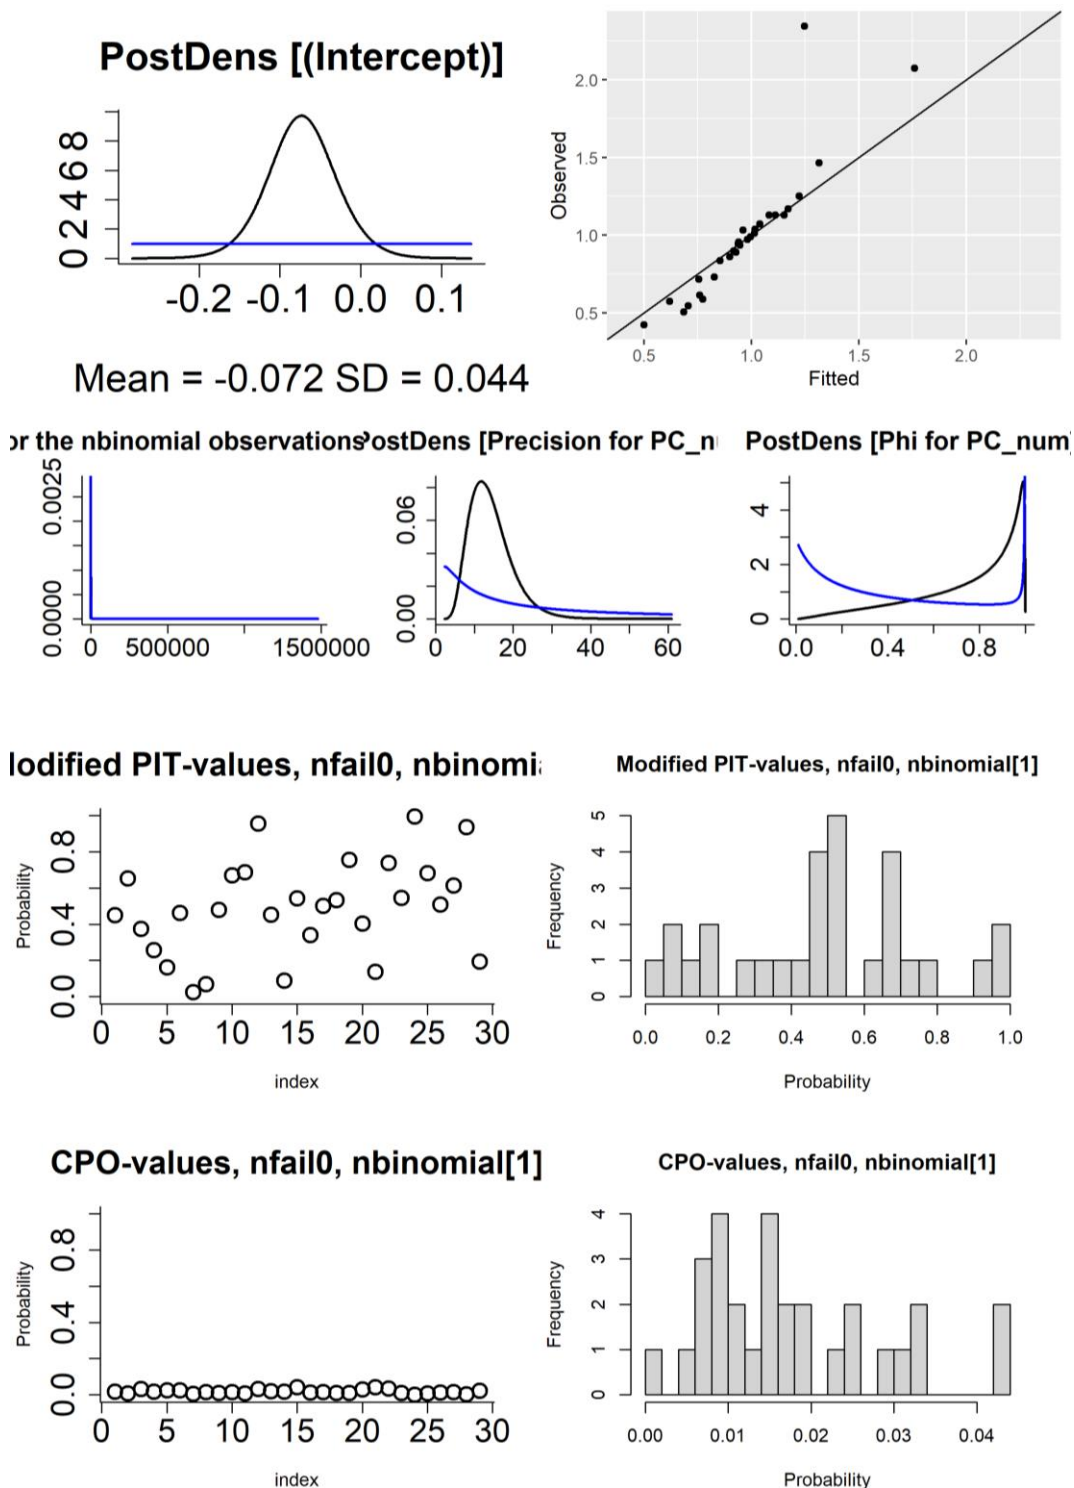 PostDens [(Intercept)]
0 2 4 6 8
-0.2 -0.1 0.0 0.1
Mean = -0.072 SD = 0.044
Observed
2.0
1.5
1.0
0.5
0.5 1.0 1.5 2.0
Fitted
or the nbinomial observations
0.0000 0.0025
0 500000 1500000
PostDens [Precision for PC_n
0.00 0.06
0 20 40 60
PostDens [Phi for PC_num]
0 2 4
0.0 0.4 0.8
Modified PIT-values, nfail0, nbinomi
Probability
0.0 0.4 0.8
0 5 10 15 20 25 30
index
Modified PIT-values, nfail0, nbinomial[1]
Frequency
0 1 2 3 4 5
0.0 0.2 0.4 0.6 0.8 1.0
Probability
CPO-values, nfail0, nbinomial[1]
Probability
0.0 0.4 0.8
0 5 10 15 20 25 30
index
CPO-values, nfail0, nbinomial[1]
Frequency
0 1 2 3 4
0.00 0.01 0.02 0.03 0.04
Probability